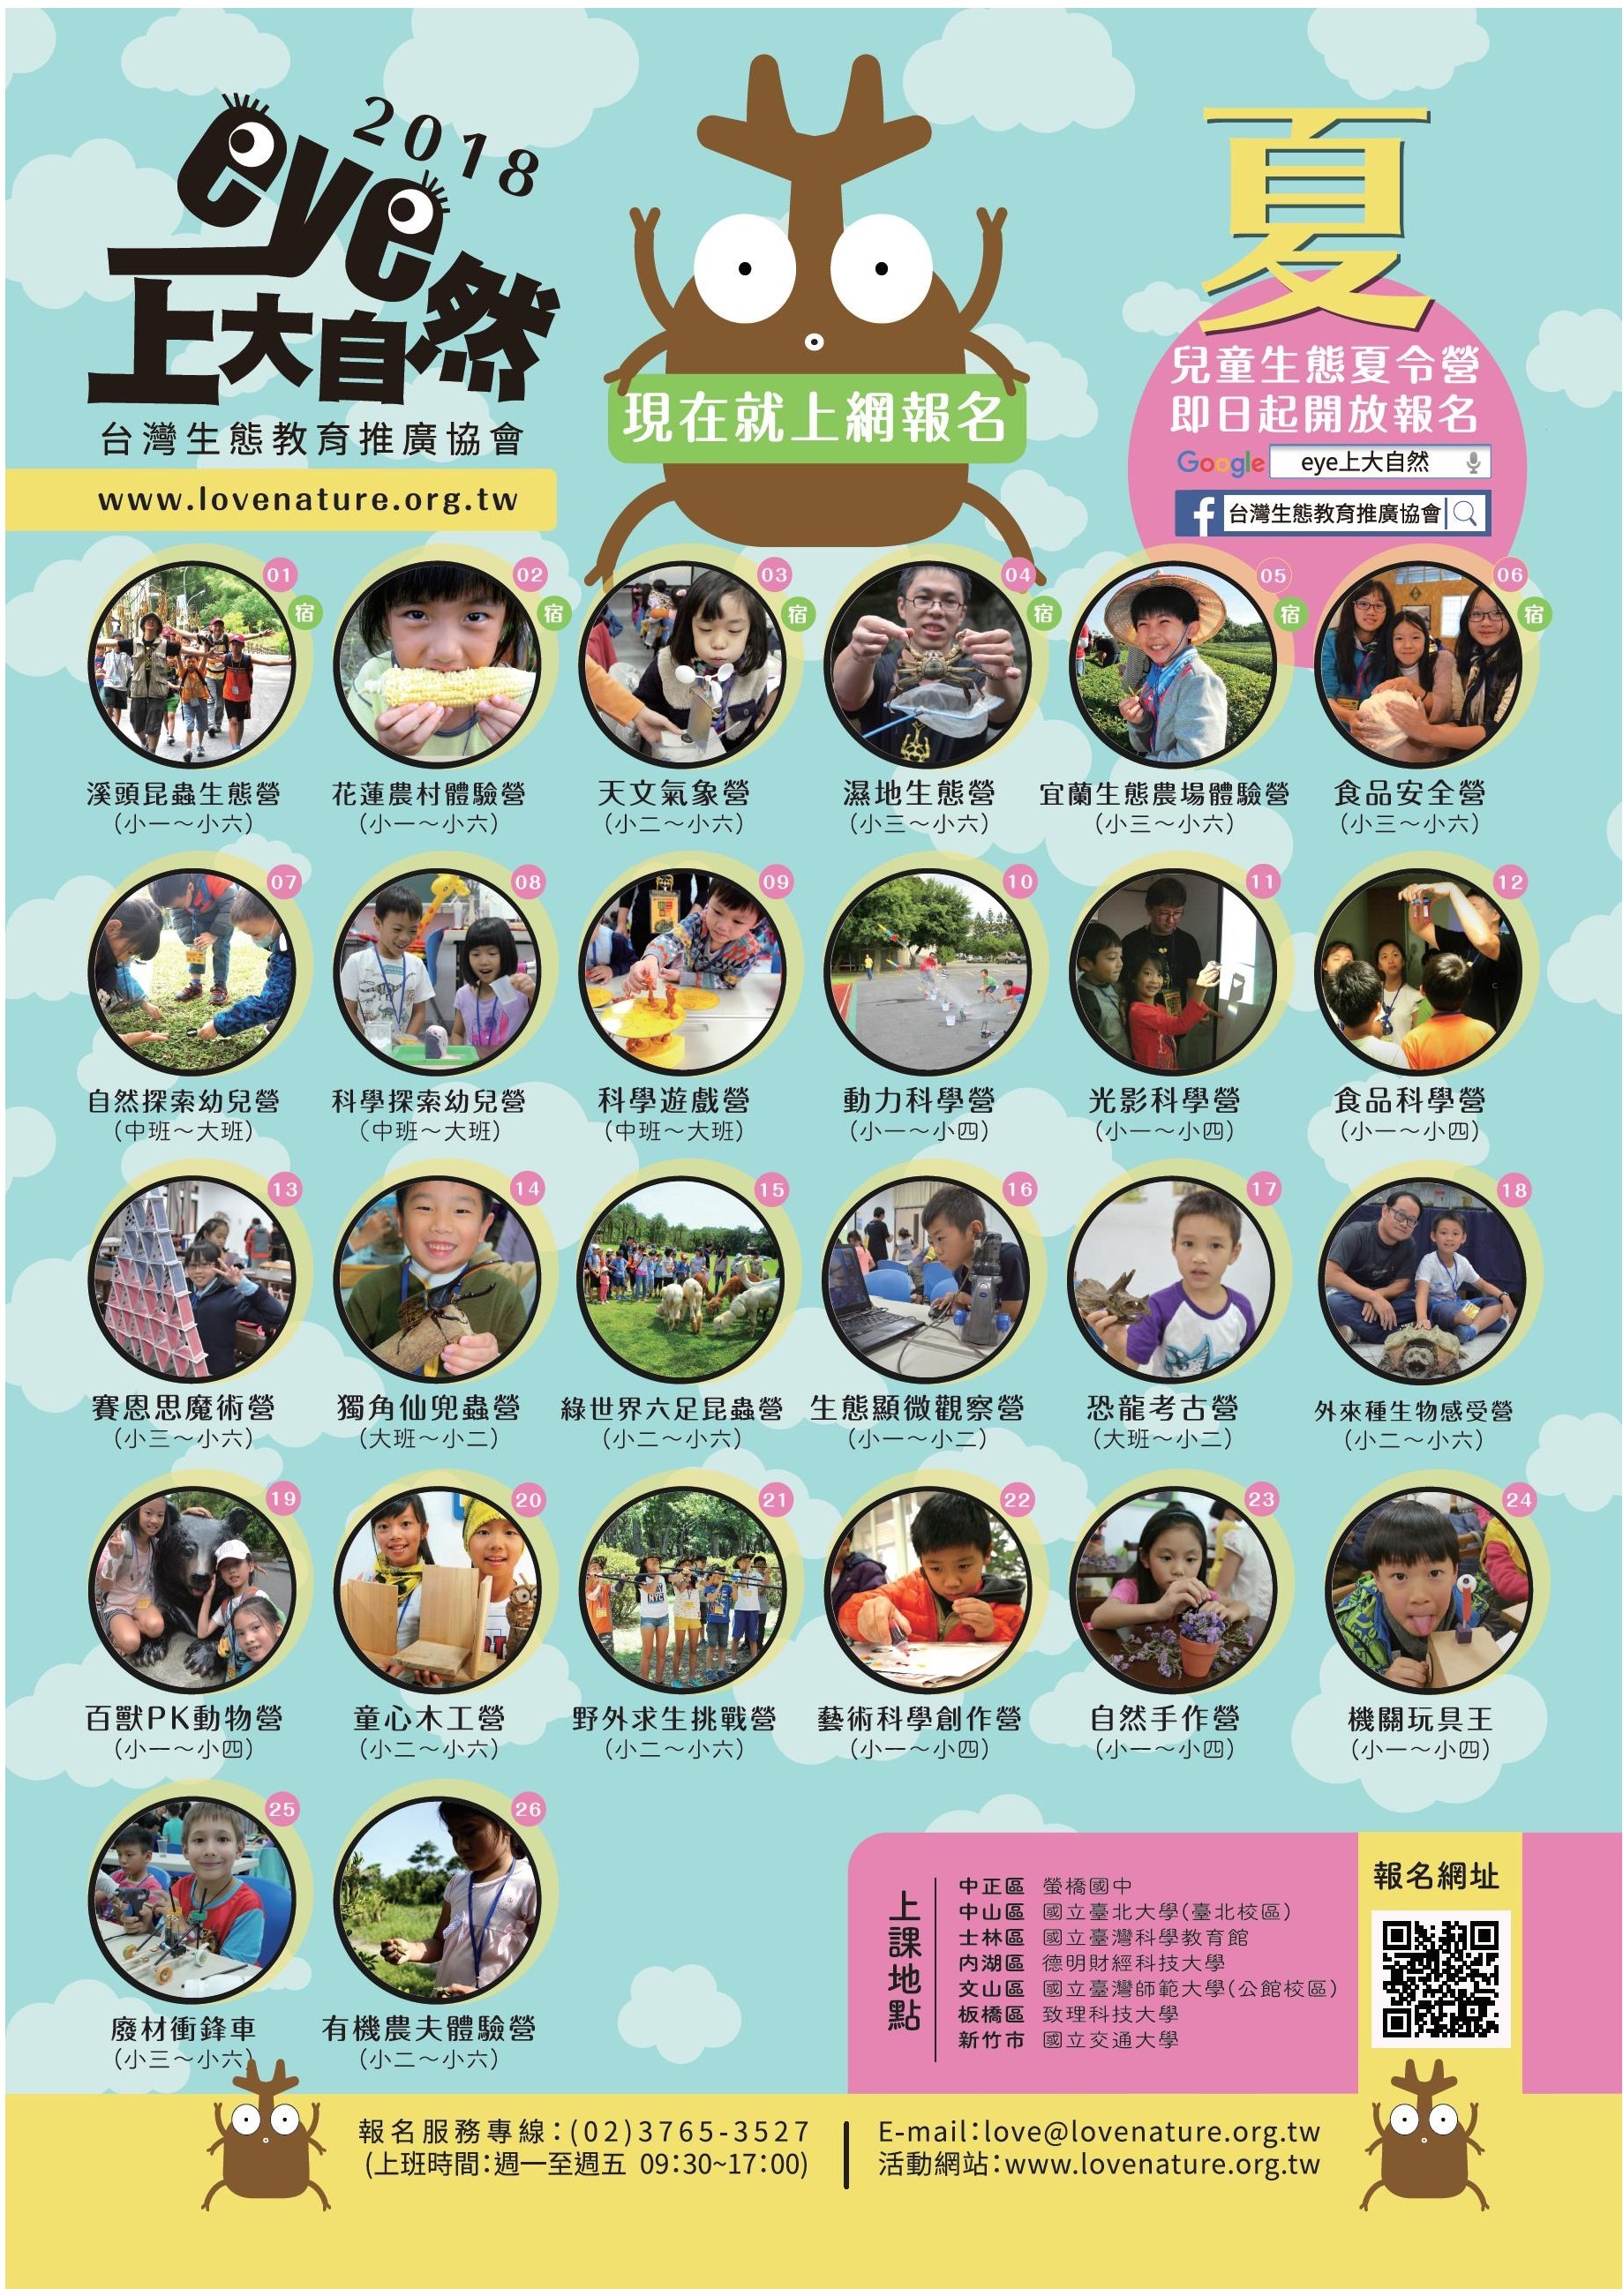 2018
eye
上大自然
台灣生態教育推廣協會
www.lovenature.org.tw
現在就上網報名
夏
兒童生態夏令營
即日起開放報名
Google eye上大自然
f 台灣生態教育推廣協會
01 宿
溪頭昆蟲生態營
(小一～小六)
02 宿
花蓮農村體驗營
(小一～小六)
03 宿
天文氣象營
(小二～小六)
04 宿
濕地生態營
(小三～小六)
05 宿
宜蘭生態農場體驗營
(小三～小六)
06 宿
食品安全營
(小三～小六)
07
自然探索幼兒營
(中班～大班)
08
科學探索幼兒營
(中班～大班)
09
科學遊戲營
(中班～大班)
10
動力科學營
(小一～小四)
11
光影科學營
(小一～小四)
12
食品科學營
(小一～小四)
13
賽恩思魔術營
(小三～小六)
14
獨角仙兜蟲營
(大班～小二)
15
綠世界六足昆蟲營
(小二～小六)
16
生態顯微觀察營
(小一～小二)
17
恐龍考古營
(大班～小二)
18
外來種生物感受營
(小二～小六)
19
百獸PK動物營
(小一～小四)
20
童心木工營
(小二～小六)
21
野外求生挑戰營
(小二～小六)
22
藝術科學創作營
(小一～小四)
23
自然手作營
(小一～小四)
24
機關玩具王
(小一～小四)
25
廢材衝鋒車
(小三～小六)
26
有機農夫體驗營
(小二～小六)
上課地點
中正區 螢橋國中
中山區 國立臺北大學(臺北校區)
士林區 國立臺灣科學教育館
內湖區 德明財經科技大學
文山區 國立臺灣師範大學(公館校區)
板橋區 致理科技大學
新竹市 國立交通大學
報名網址
報名服務專線：(02)3765-3527
(上班時間：週一至週五 09:30~17:00)
E-mail：love@lovenature.org.tw
活動網站：www.lovenature.org.tw